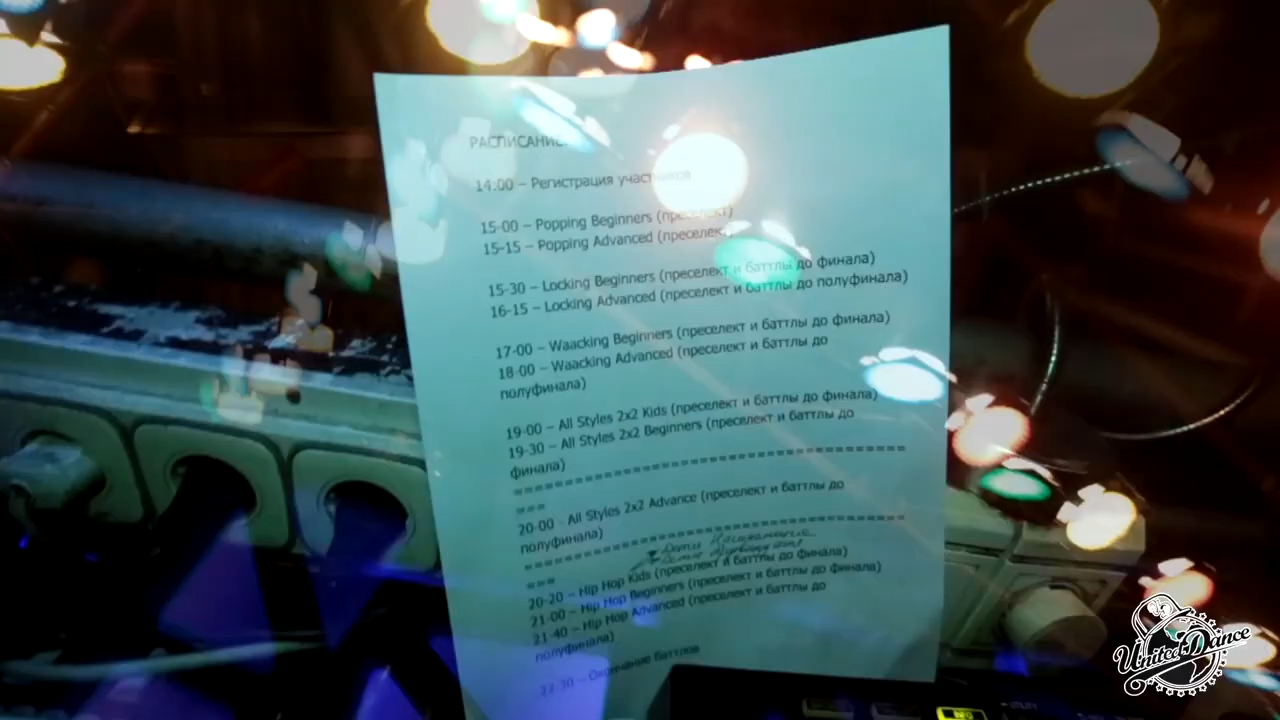 РАСПИСАНИЕ
14:00 – Регистрация участников
15-00 – Popping Beginners (преселект)
15-15 – Popping Advanced (преселек
15-30 – Locking Beginners (преселект и баттлы до финала)
16-15 – Locking Advanced (преселект и баттлы до полуфинала)
17-00 – Waacking Beginners (преселект и баттлы до финала)
18-00 – Waacking Advanced (преселект и баттлы до
полуфинала)
19-00 – All Styles 2x2 Kids (преселект и баттлы до финала)
19-30 – All Styles 2x2 Beginners (преселект и баттлы до
финала)
20-00 - All Styles 2x2 Advance (преселект и баттлы до
полуфинала)
20-20 – Hip Hop Kids (преселект и баттлы до финала)
21-00 – Hip Hop Beginners (преселект и баттлы до финала)
21-40 – Hip Hop Advanced (преселект и баттлы до
полуфинала)
– Окончание баттлов
United Dance